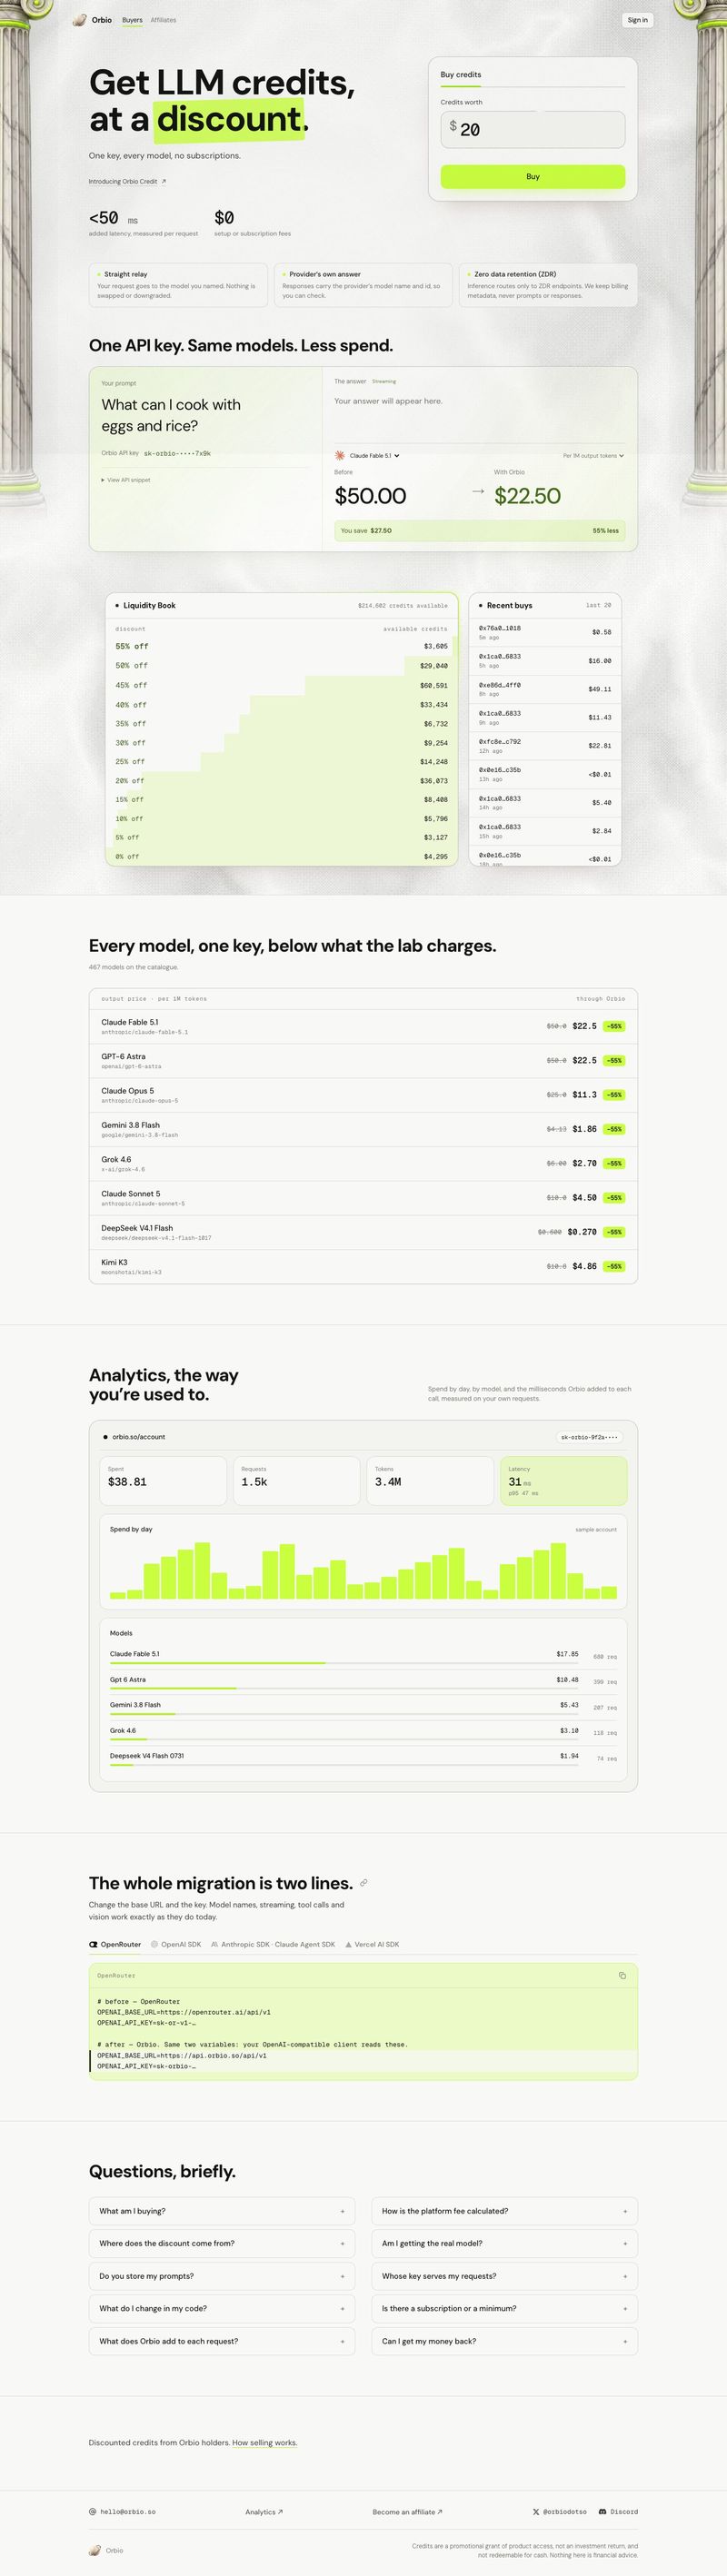 Orbio Buyers Affiliates Sign in
Get LLM credits,
at a discount.
One key, every model, no subscriptions.
Introducing Orbio Credit ↗
<50 ms
added latency, measured per request
$0
setup or subscription fees
Buy credits
Credits worth
$ 20
Buy
Straight relay
Your request goes to the model you named. Nothing is
swapped or downgraded.
Provider's own answer
Responses carry the provider's model name and id, so
you can check.
Zero data retention (ZDR)
Inference routes only to ZDR endpoints. We keep billing
metadata, never prompts or responses.
One API key. Same models. Less spend.
Your prompt
What can I cook with
eggs and rice?
Orbio API key sk-orbio-·····7x9k
▸ View API snippet
The answer Streaming
Your answer will appear here.
Claude Fable 5.1
Per 1M output tokens
Before
$50.00
→
With Orbio
$22.50
You save $27.50 55% less
Liquidity Book $214,602 credits available
discount available credits
55% off $3,605
50% off $29,040
45% off $60,591
40% off $33,434
35% off $6,732
30% off $9,254
25% off $14,248
20% off $36,073
15% off $8,408
10% off $5,796
5% off $3,127
0% off $4,295
Recent buys last 20
0x76a0…1018 $0.58
5m ago
0x1ca0…6833 $16.00
5h ago
0xe86d…4ff0 $49.11
8h ago
0x1ca0…6833 $11.43
9h ago
0xfc8e…c792 $22.81
12h ago
0x0e16…c35b <$0.01
13h ago
0x1ca0…6833 $5.40
14h ago
0x1ca0…6833 $2.84
15h ago
0x0e16…c35b <$0.01
Every model, one key, below what the lab charges.
467 models on the catalogue.
output price · per 1M tokens through Orbio
Claude Fable 5.1 $50.0 $22.5 -55%
anthropic/claude-fable-5.1
GPT-6 Astra $50.0 $22.5 -55%
openai/gpt-6-astra
Claude Opus 5 $25.0 $11.3 -55%
anthropic/claude-opus-5
Gemini 3.8 Flash $4.13 $1.86 -55%
google/gemini-3.8-flash
Grok 4.6 $6.00 $2.70 -55%
x-ai/grok-4.6
Claude Sonnet 5 $10.0 $4.50 -55%
anthropic/claude-sonnet-5
DeepSeek V4.1 Flash $0.600 $0.270 -55%
deepseek/deepseek-v4.1-flash-1017
Kimi K3 $10.8 $4.86 -55%
moonshotai/kimi-k3
Analytics, the way
you're used to.
Spend by day, by model, and the milliseconds Orbio added to each
call, measured on your own requests.
orbio.so/account sk-orbio-9f2a····
Spent
$38.81
Requests
1.5k
Tokens
3.4M
Latency
31 ms
p95 47 ms
Spend by day sample account
Models
Claude Fable 5.1 $17.85 680 req
Gpt 6 Astra $10.48 398 req
Gemini 3.8 Flash $5.43 207 req
Grok 4.6 $3.10 118 req
Deepseek V4 Flash 0731 $1.94 74 req
The whole migration is two lines.
Change the base URL and the key. Model names, streaming, tool calls and
vision work exactly as they do today.
OpenRouter OpenAI SDK Anthropic SDK · Claude Agent SDK Vercel AI SDK
OpenRouter
# before — OpenRouter
OPENAI_BASE_URL=https://openrouter.ai/api/v1
OPENAI_API_KEY=sk-or-v1-…
# after — Orbio. Same two variables: your OpenAI-compatible client reads these.
OPENAI_BASE_URL=https://api.orbio.so/api/v1
OPENAI_API_KEY=sk-orbio-…
Questions, briefly.
What am I buying? +
How is the platform fee calculated? +
Where does the discount come from? +
Am I getting the real model? +
Do you store my prompts? +
Whose key serves my requests? +
What do I change in my code? +
Is there a subscription or a minimum? +
What does Orbio add to each request? +
Can I get my money back? +
Discounted credits from Orbio holders. How selling works.
hello@orbio.so Analytics ↗ Become an affiliate ↗ @orbiodotso Discord
Orbio
Credits are a promotional grant of product access, not an investment return, and
not redeemable for cash. Nothing here is financial advice.